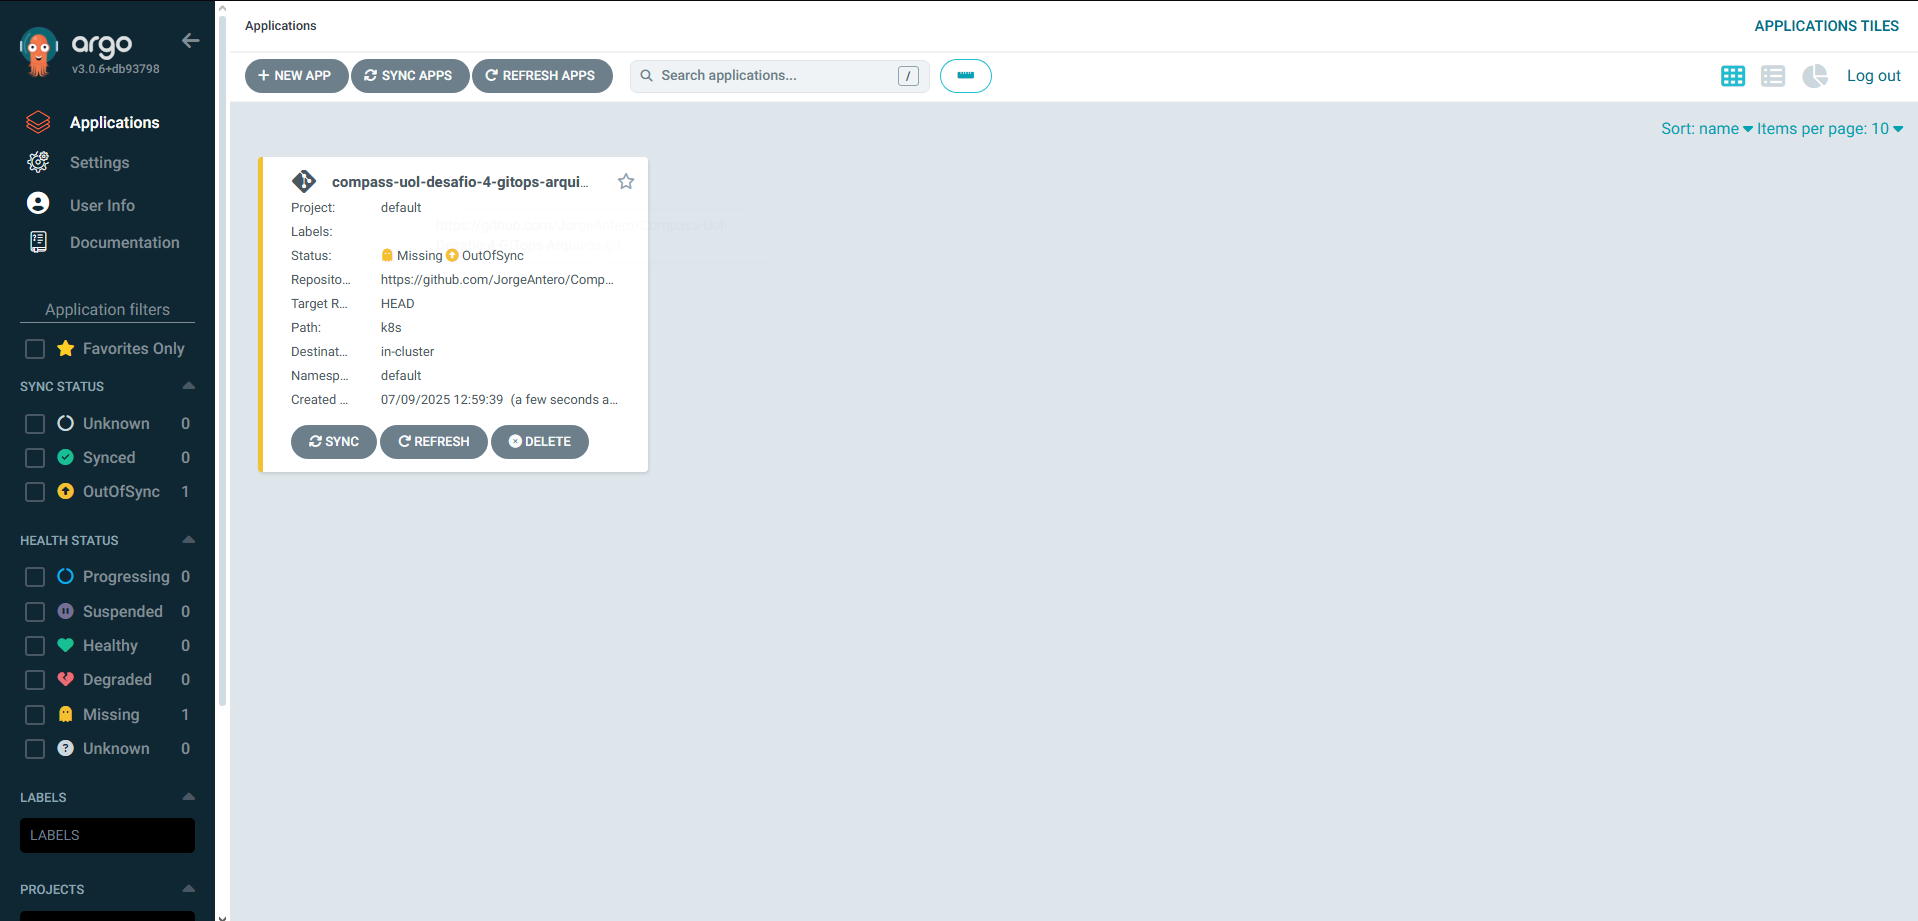 argo
v3.0.6+db93798
Applications
Settings
User Info
Documentation
Application filters
Favorites Only
SYNC STATUS
Unknown 0
Synced 0
OutOfSync 1
HEALTH STATUS
Progressing 0
Suspended 0
Healthy 0
Degraded 0
Missing 1
Unknown 0
LABELS
LABELS
PROJECTS
Applications
APPLICATIONS TILES
+ NEW APP SYNC APPS REFRESH APPS Search applications... / Log out
Sort: name Items per page: 10
compass-uol-desafio-4-gitops-arqui...
Project: default
Labels:
Status: Missing OutOfSync
Reposito... https://github.com/JorgeAntero/Comp...
Target R... HEAD
Path: k8s
Destinat... in-cluster
Namesp... default
Created ... 07/09/2025 12:59:39 (a few seconds a...
SYNC REFRESH DELETE